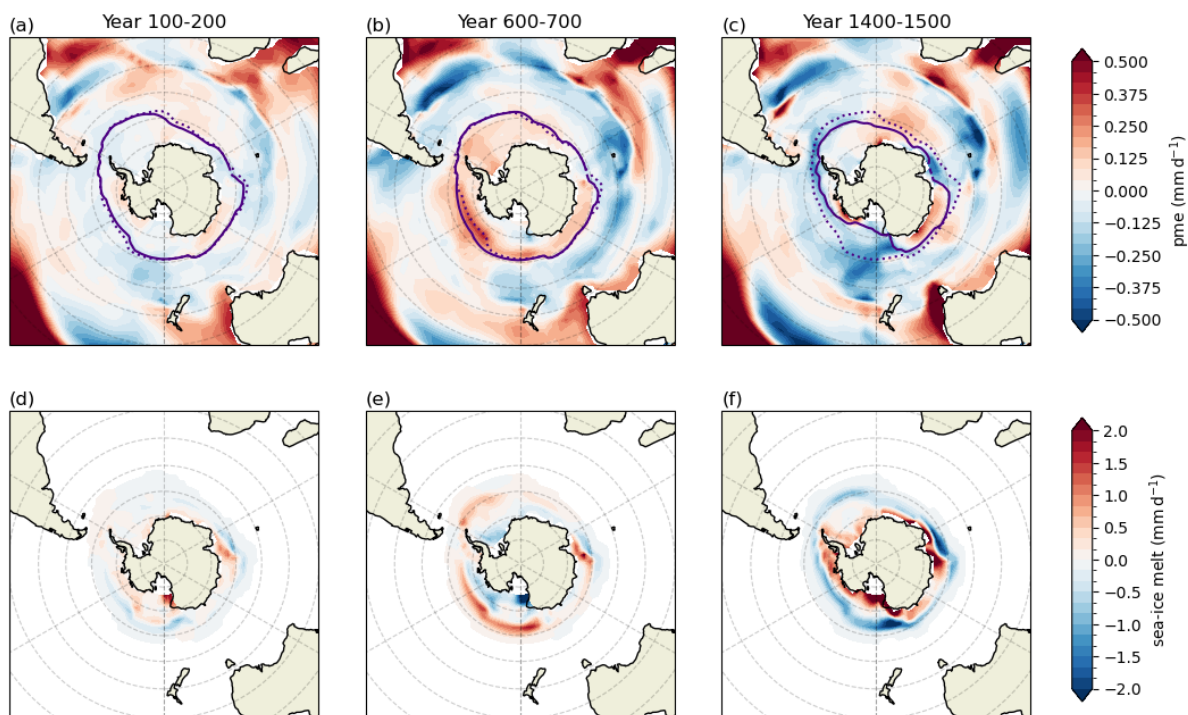 (a) Year 100-200
(b) Year 600-700
(c) Year 1400-1500
0.500
0.375
0.250
0.125
0.000
−0.125
−0.250
−0.375
−0.500
pme (mm d⁻¹)
(d)
(e)
(f)
2.0
1.5
1.0
0.5
0.0
−0.5
−1.0
−1.5
−2.0
sea-ice melt (mm d⁻¹)